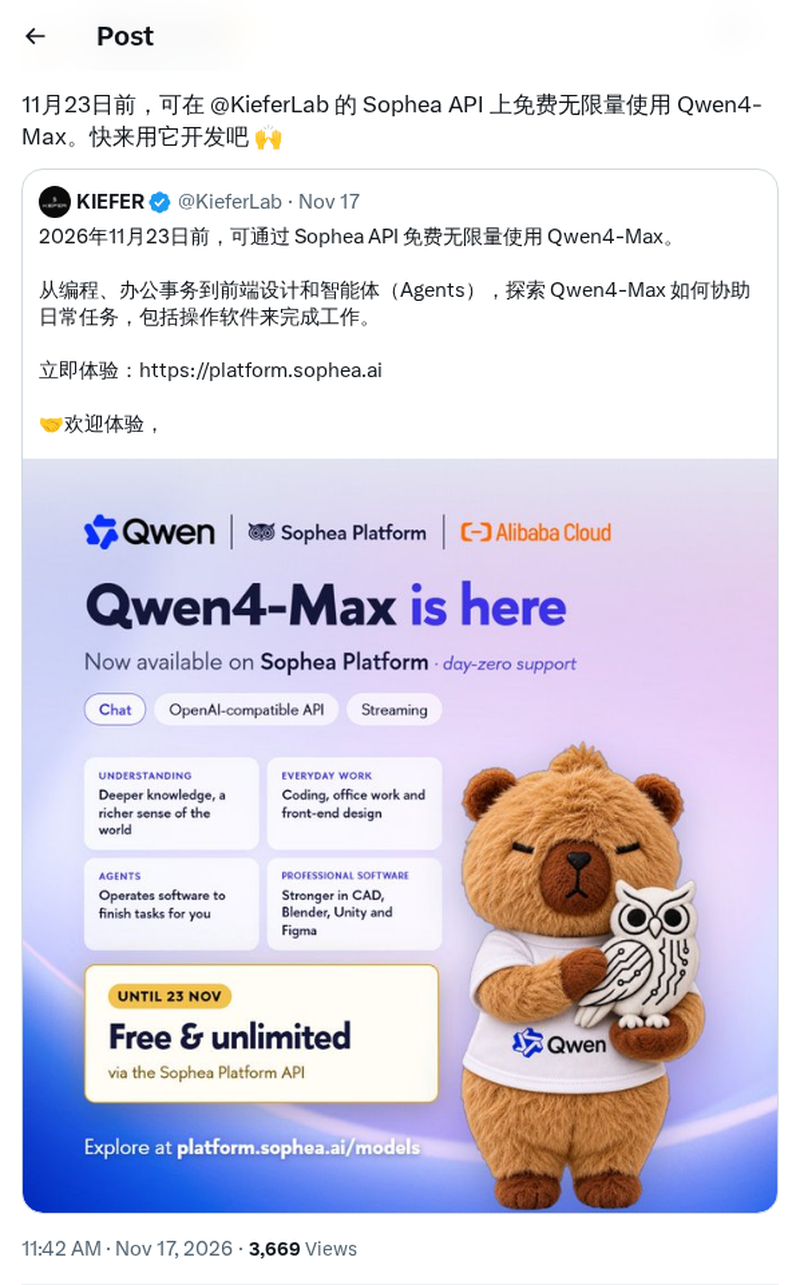 Post
11月23日前，可在 @KieferLab 的 Sophea API 上免费无限量使用 Qwen4-
Max。快来用它开发吧 🙌
KIEFER @KieferLab · Nov 17
2026年11月23日前，可通过 Sophea API 免费无限量使用 Qwen4-Max。
从编程、办公事务到前端设计和智能体（Agents），探索 Qwen4-Max 如何协助
日常任务，包括操作软件来完成工作。
立即体验：https://platform.sophea.ai
🤝欢迎体验，
Qwen | Sophea Platform | Alibaba Cloud
Qwen4-Max is here
Now available on Sophea Platform · day-zero support
Chat OpenAI-compatible API Streaming
UNDERSTANDING
Deeper knowledge, a
richer sense of the
world
EVERYDAY WORK
Coding, office work and
front-end design
AGENTS
Operates software to
finish tasks for you
PROFESSIONAL SOFTWARE
Stronger in CAD,
Blender, Unity and
Figma
UNTIL 23 NOV
Free & unlimited
via the Sophea Platform API
Qwen
Explore at platform.sophea.ai/models
11:42 AM · Nov 17, 2026 · 3,669 Views